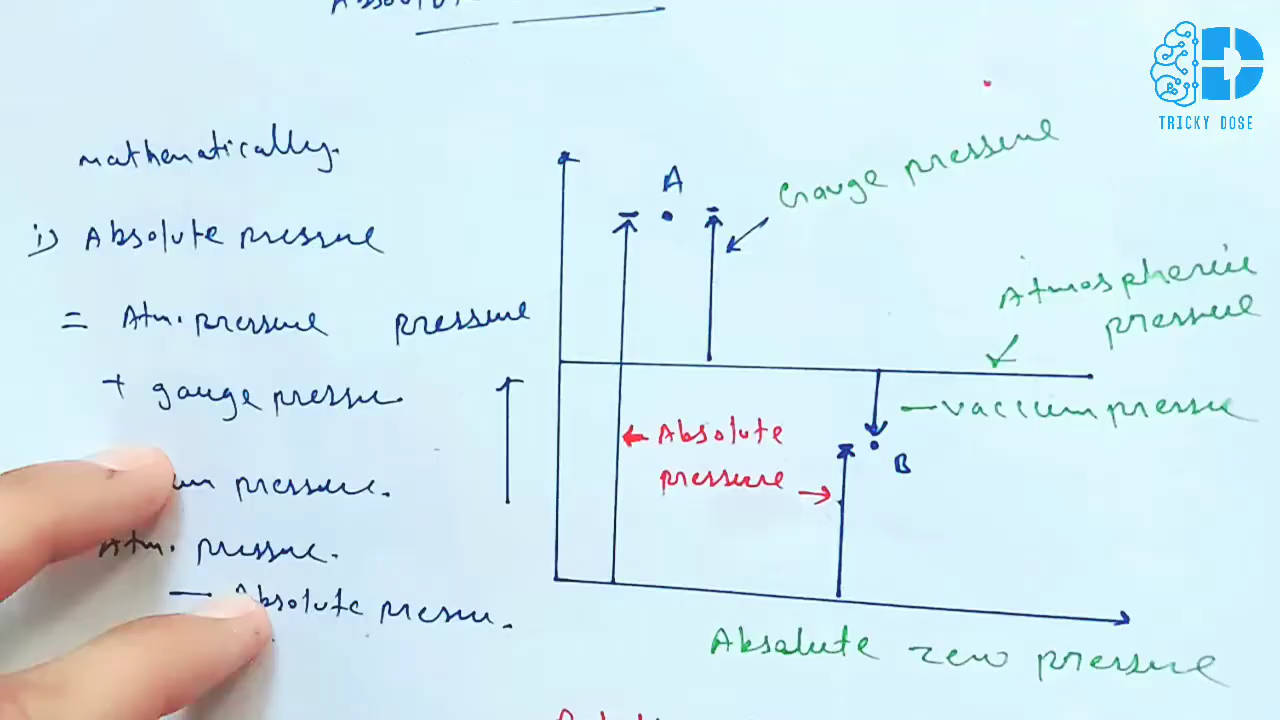 TRICKY DOSE
mathematically.
i) Absolute pressure
= Atm. pressure
+ gauge pressure.
pressure.
Atm. pressure.
— Absolute pressure.
pressure
A
Gauge pressure
Atmospheric
pressure
vaccum pressure
B
Absolute
pressure
Absolute zero pressure